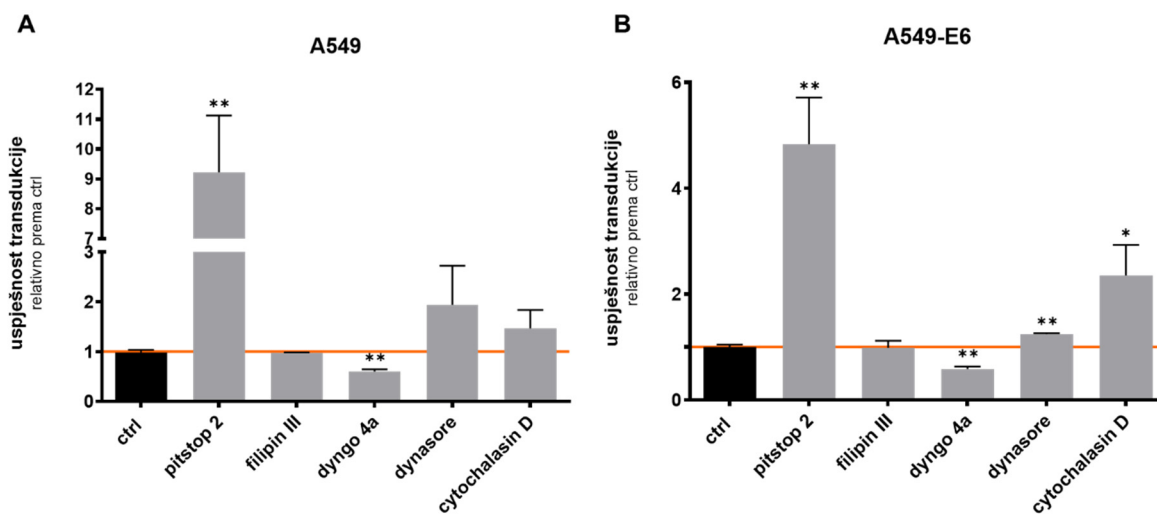 A
A549
uspješnost transdukcije
relativno prema ctrl
12
11
10
9
8
7
3
2
1
0
**
**
ctrl
pitstop 2
filipin III
dyngo 4a
dynasore
cytochalasin D
B
A549-E6
uspješnost transdukcije
relativno prema ctrl
6
4
2
0
**
**
**
*
ctrl
pitstop 2
filipin III
dyngo 4a
dynasore
cytochalasin D